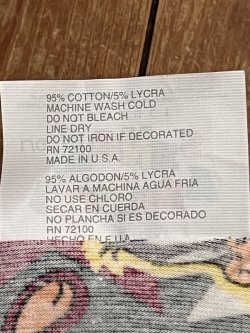 95% COTTON/5% LYCRA
MACHINE WASH COLD
DO NOT BLEACH
LINE DRY
DO NOT IRON IF DECORATED
RN 72100
MADE IN U.S.A.
95% ALGODON/5% LYCRA
LAVAR A MACHINA AGUA FRIA
NO USE CHLORO
SECAR EN CUERDA
NO PLANCHA SI ES DECORADO
RN 72100
HECHO EN E.U.A.